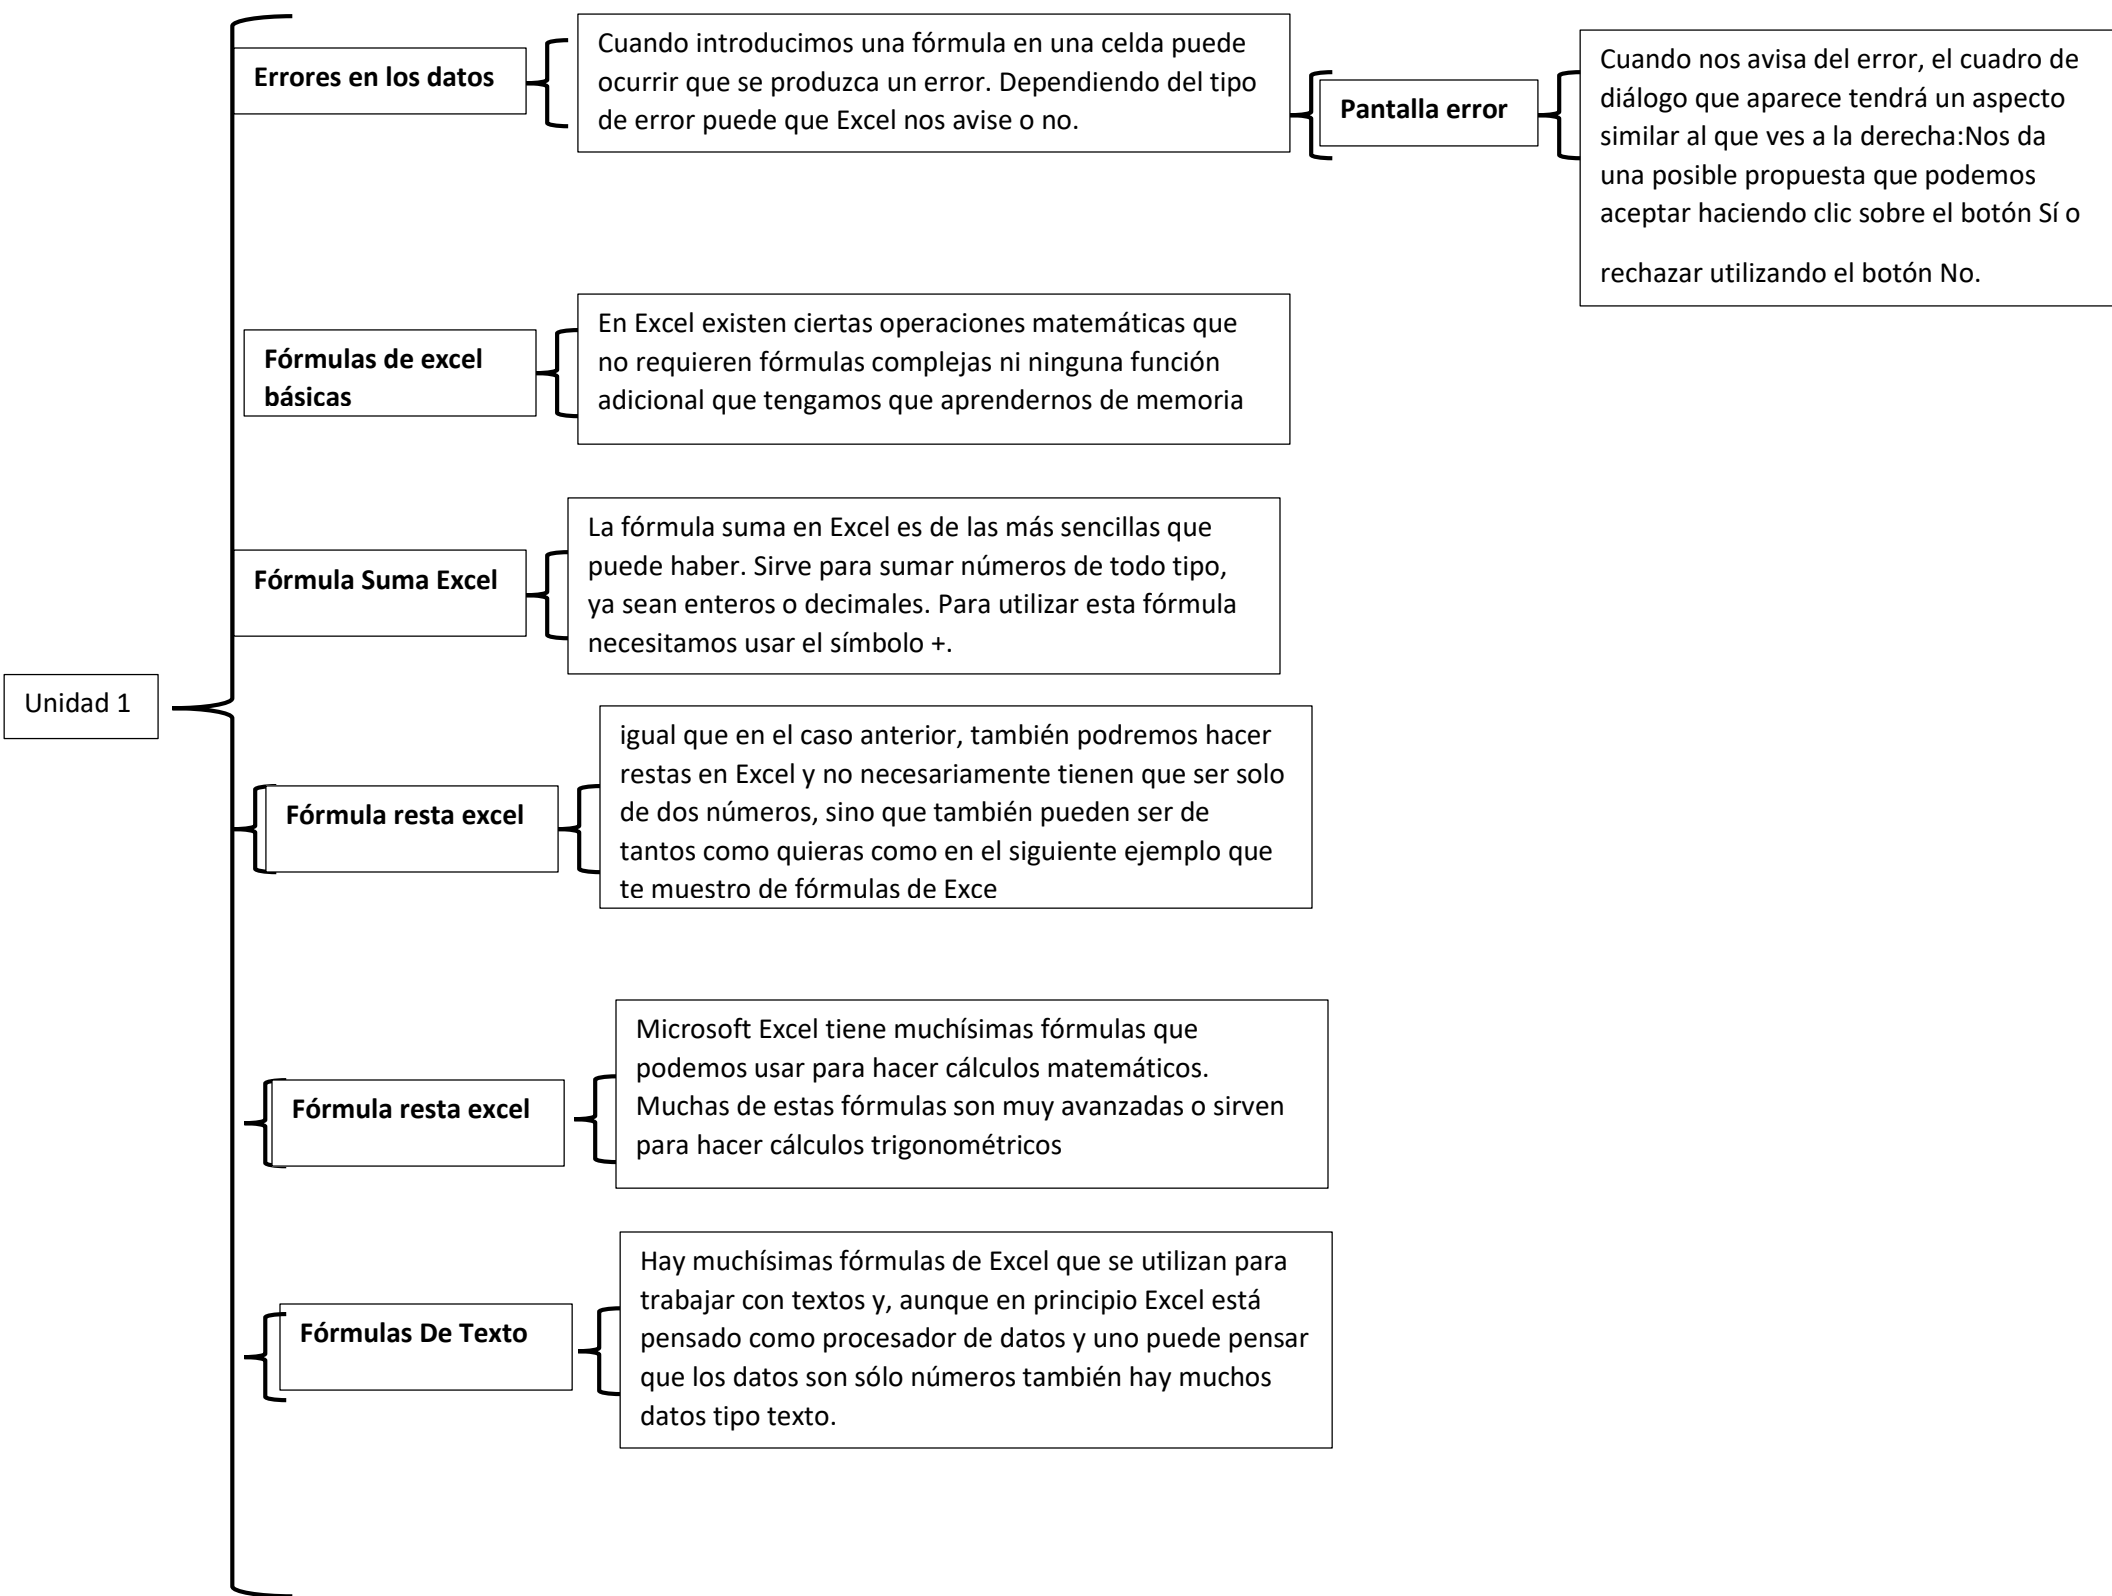 Unidad 1
Errores en los datos
Cuando introducimos una fórmula en una celda puede
ocurrir que se produzca un error. Dependiendo del tipo
de error puede que Excel nos avise o no.
Pantalla error
Cuando nos avisa del error, el cuadro de
diálogo que aparece tendrá un aspecto
similar al que ves a la derecha:Nos da
una posible propuesta que podemos
aceptar haciendo clic sobre el botón Sí o
rechazar utilizando el botón No.
Fórmulas de excel
básicas
En Excel existen ciertas operaciones matemáticas que
no requieren fórmulas complejas ni ninguna función
adicional que tengamos que aprendernos de memoria
Fórmula Suma Excel
La fórmula suma en Excel es de las más sencillas que
puede haber. Sirve para sumar números de todo tipo,
ya sean enteros o decimales. Para utilizar esta fórmula
necesitamos usar el símbolo +.
Fórmula resta excel
igual que en el caso anterior, también podremos hacer
restas en Excel y no necesariamente tienen que ser solo
de dos números, sino que también pueden ser de
tantos como quieras como en el siguiente ejemplo que
te muestro de fórmulas de Exce
Fórmula resta excel
Microsoft Excel tiene muchísimas fórmulas que
podemos usar para hacer cálculos matemáticos.
Muchas de estas fórmulas son muy avanzadas o sirven
para hacer cálculos trigonométricos
Fórmulas De Texto
Hay muchísimas fórmulas de Excel que se utilizan para
trabajar con textos y, aunque en principio Excel está
pensado como procesador de datos y uno puede pensar
que los datos son sólo números también hay muchos
datos tipo texto.